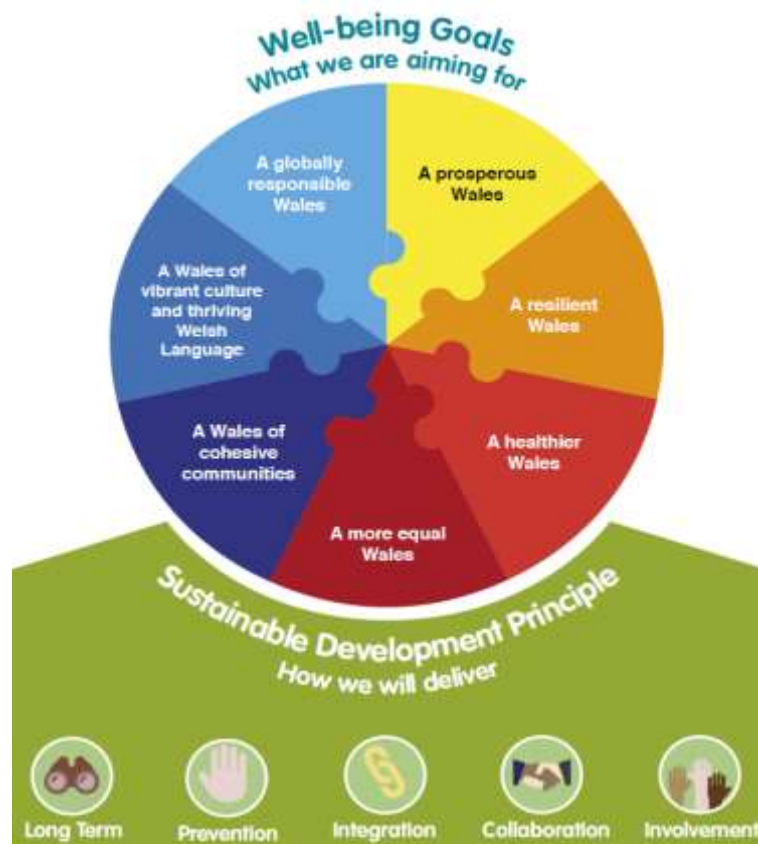 Well-being Goals
What we are aiming for
A globally
responsible
Wales
A prosperous
Wales
A Wales of
vibrant culture
and thriving
Welsh
Language
A resilient
Wales
A Wales of
cohesive
communities
A healthier
Wales
A more equal
Wales
Sustainable Development Principle
How we will deliver
Long Term
Prevention
Integration
Collaboration
Involvement